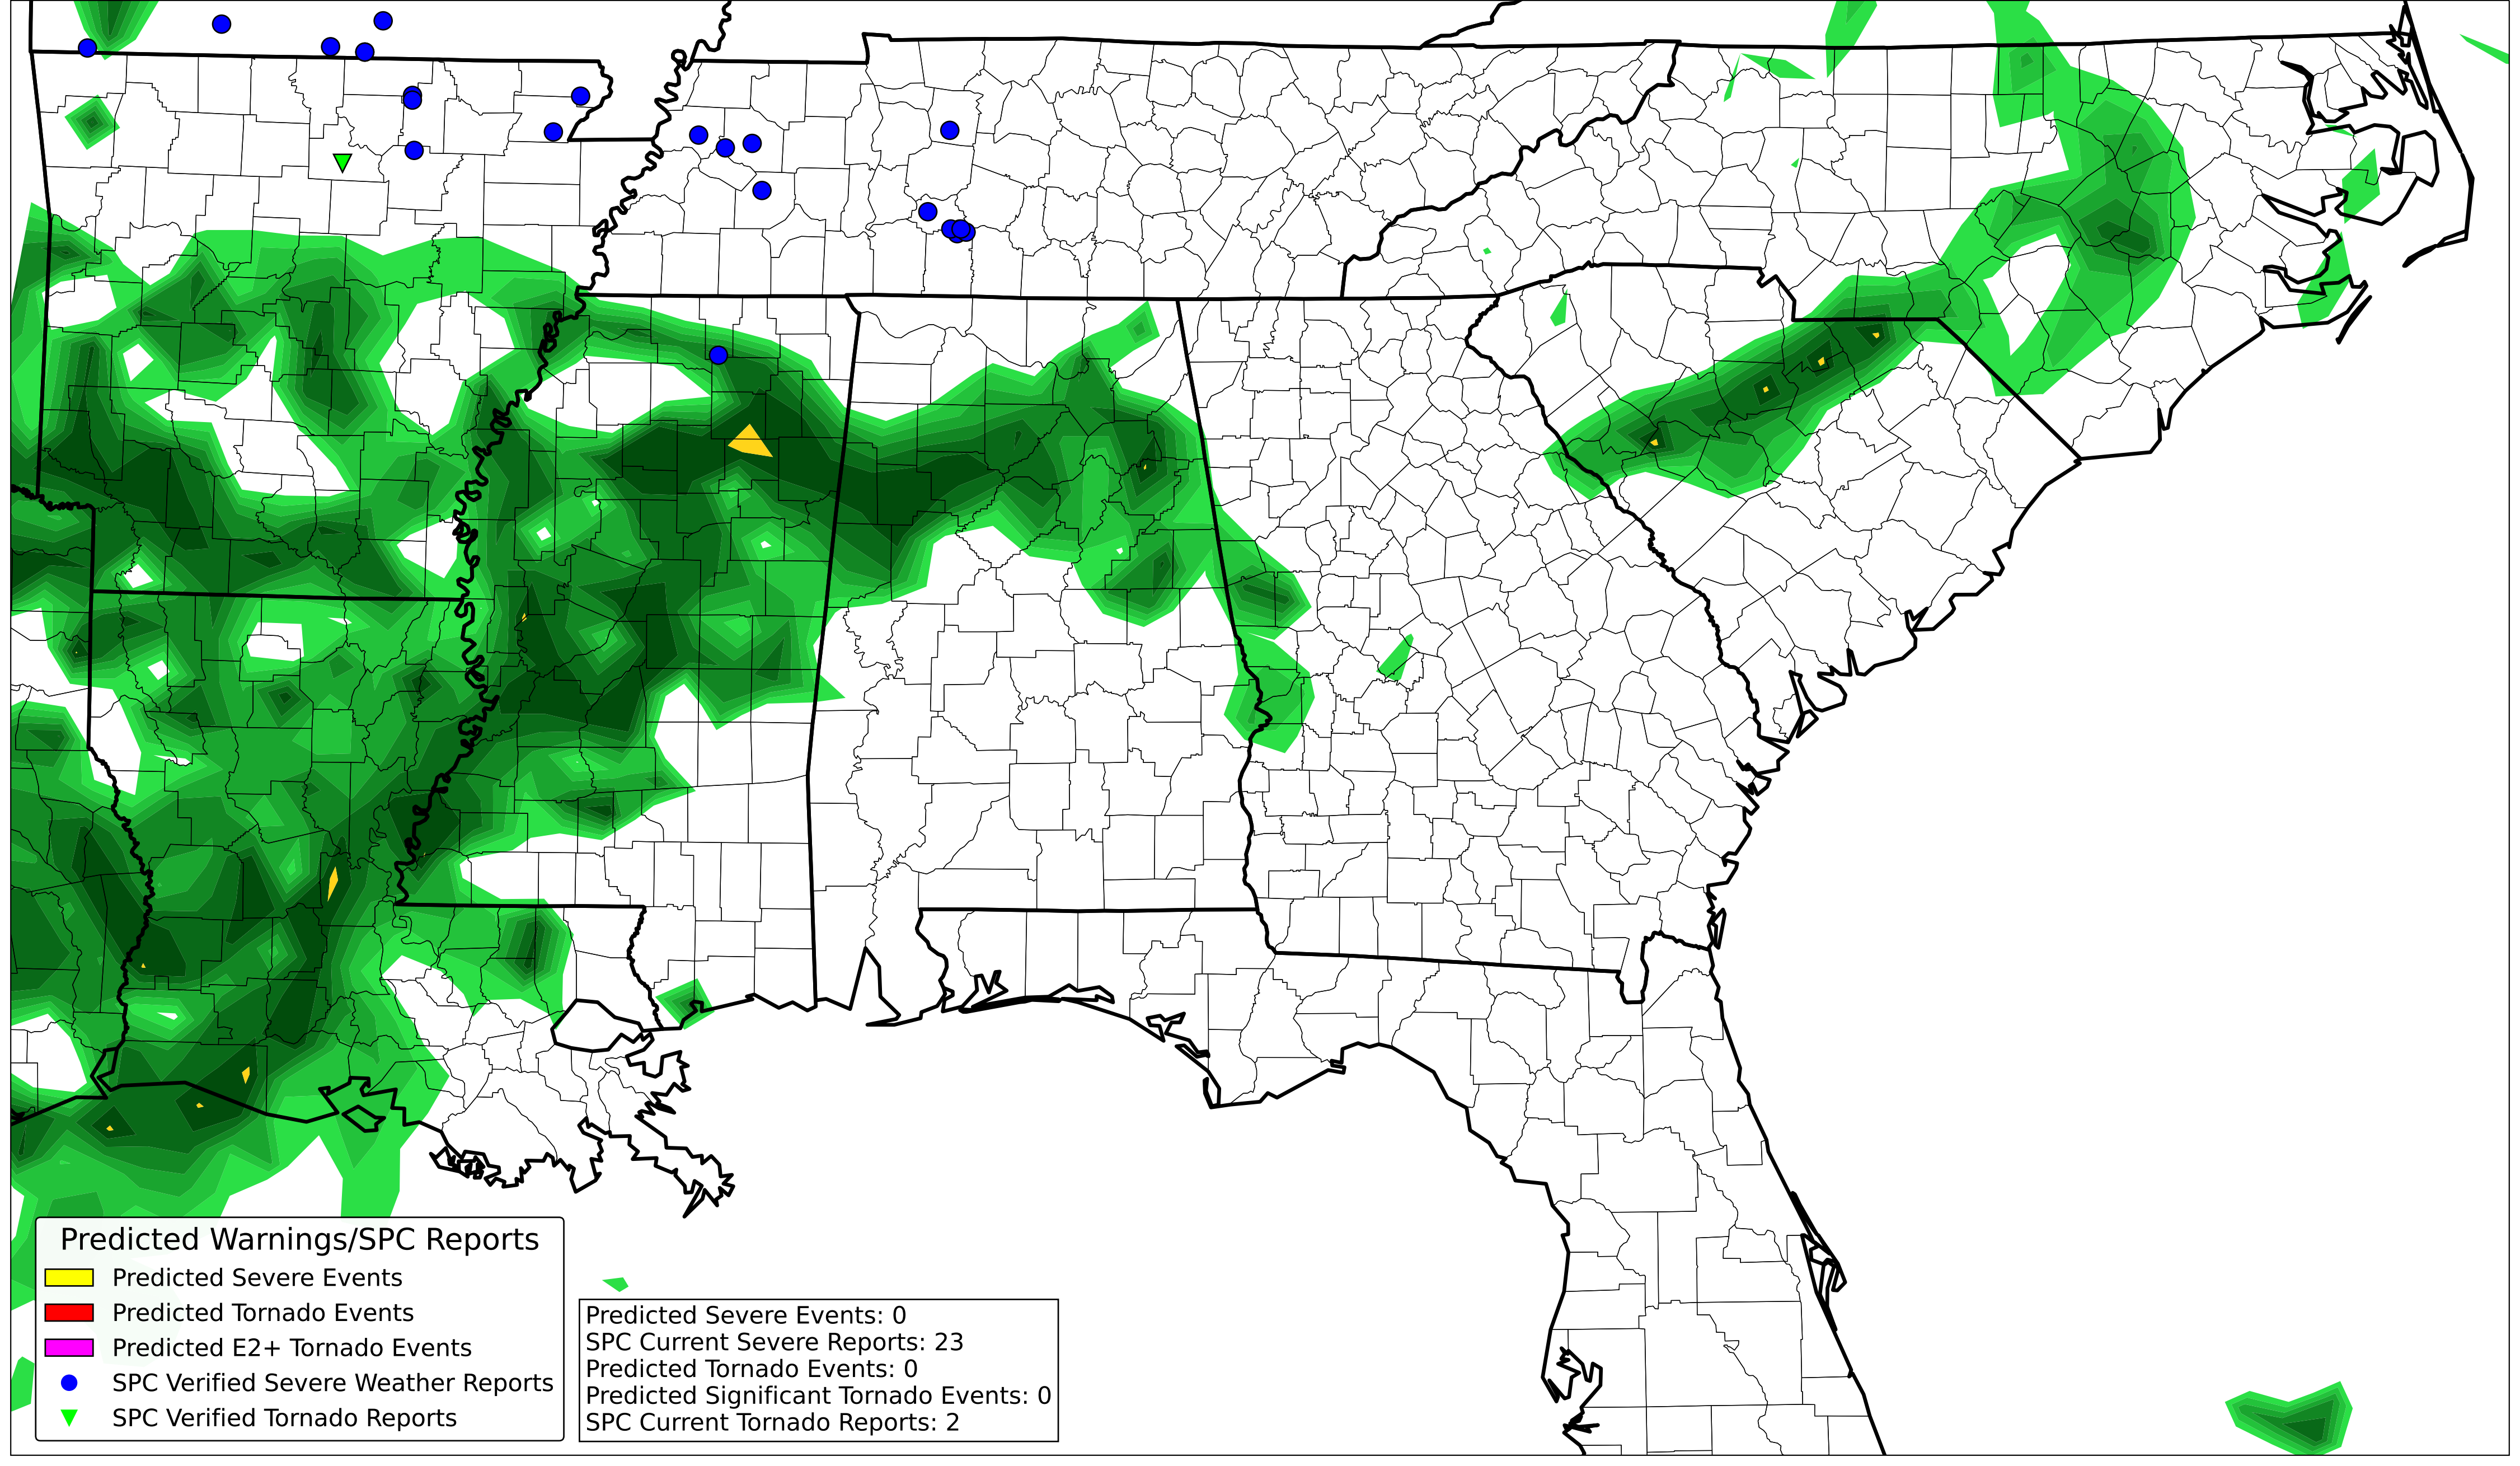 Predicted Warnings/SPC Reports
Predicted Severe Events
Predicted Tornado Events
Predicted E2+ Tornado Events
SPC Verified Severe Weather Reports
SPC Verified Tornado Reports
Predicted Severe Events: 0
SPC Current Severe Reports: 23
Predicted Tornado Events: 0
Predicted Significant Tornado Events: 0
SPC Current Tornado Reports: 2